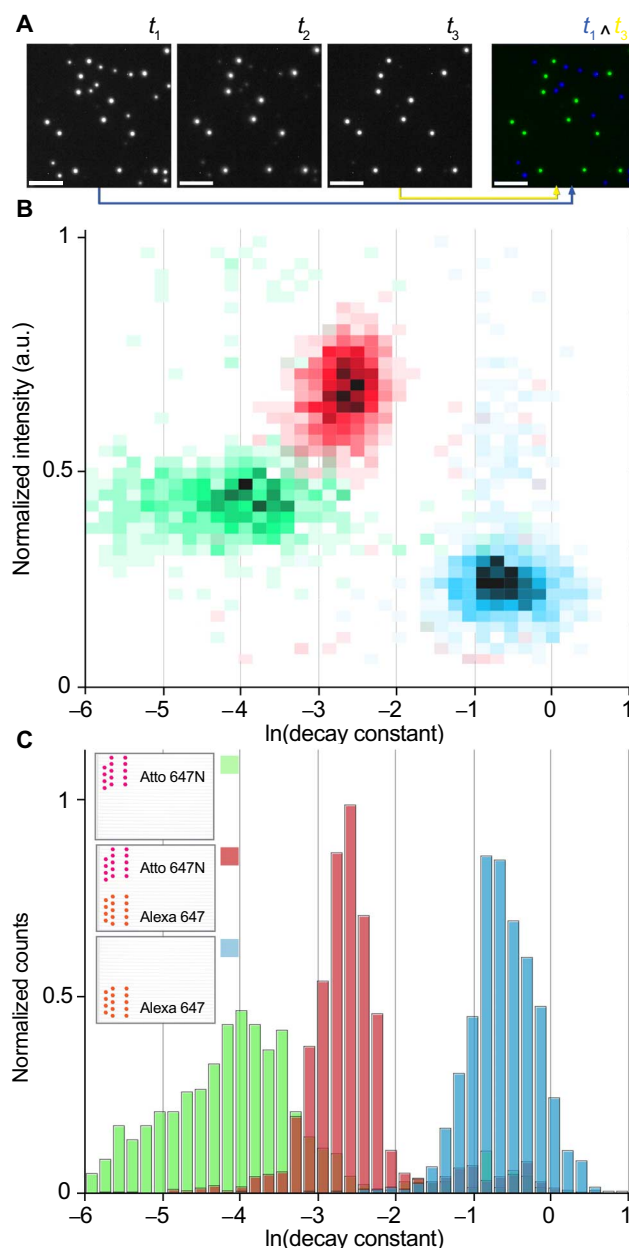 A
t1
t2
t3
t1 ∧ t3
B
1
0.5
0
Normalized intensity (a.u.)
–6 –5 –4 –3 –2 –1 0 1
ln(decay constant)
C
1
0.5
0
Normalized counts
Atto 647N
Atto 647N
Alexa 647
Alexa 647
–6 –5 –4 –3 –2 –1 0 1
ln(decay constant)